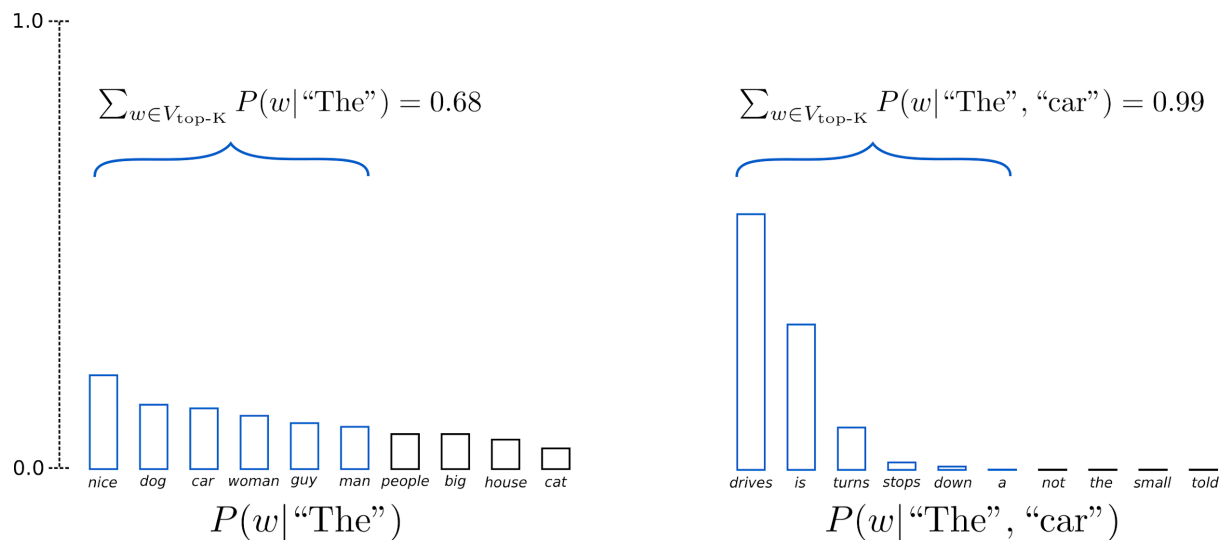 1.0
∑w∈Vtop-K P(w|“The”) = 0.68
∑w∈Vtop-K P(w|“The”, “car”) = 0.99
0.0
nice dog car woman guy man people big house cat
drives is turns stops down a not the small told
P(w|“The”)
P(w|“The”, “car”)